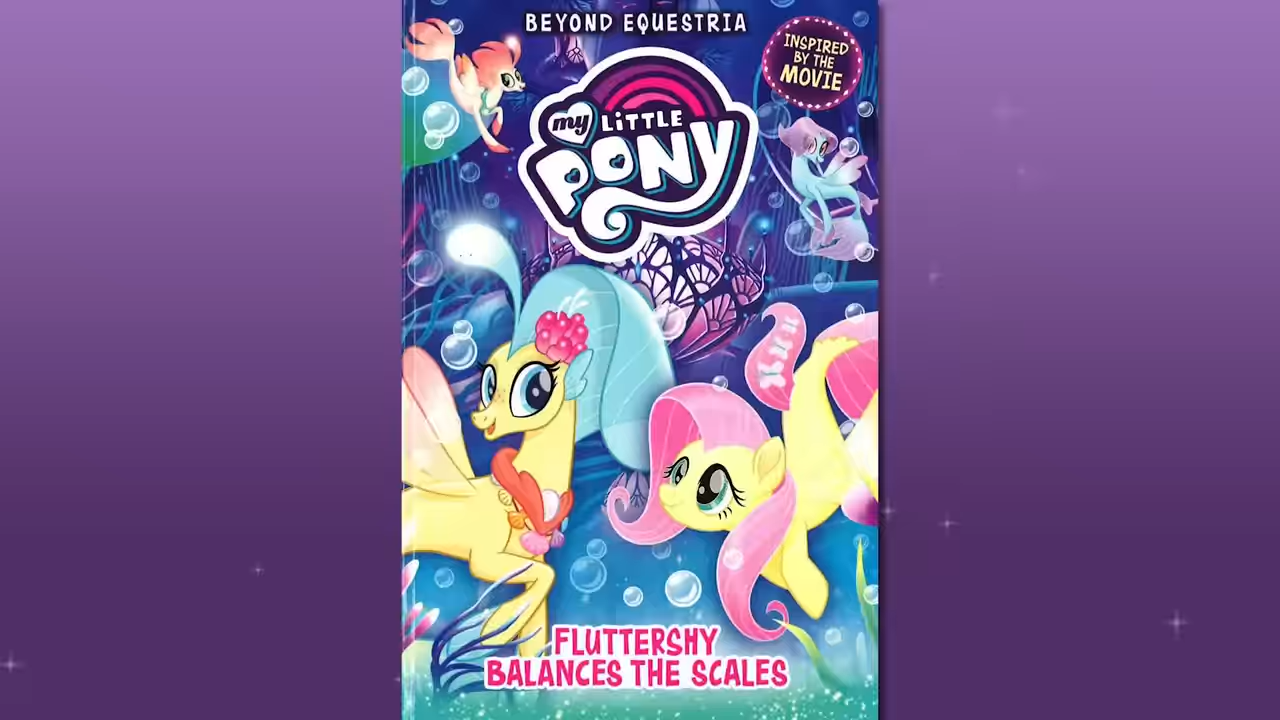 BEYOND EQUESTRIA
INSPIRED
BY THE
MOVIE
my LiTTLE
PONY
FLUTTERSHY
BALANCES THE SCALES